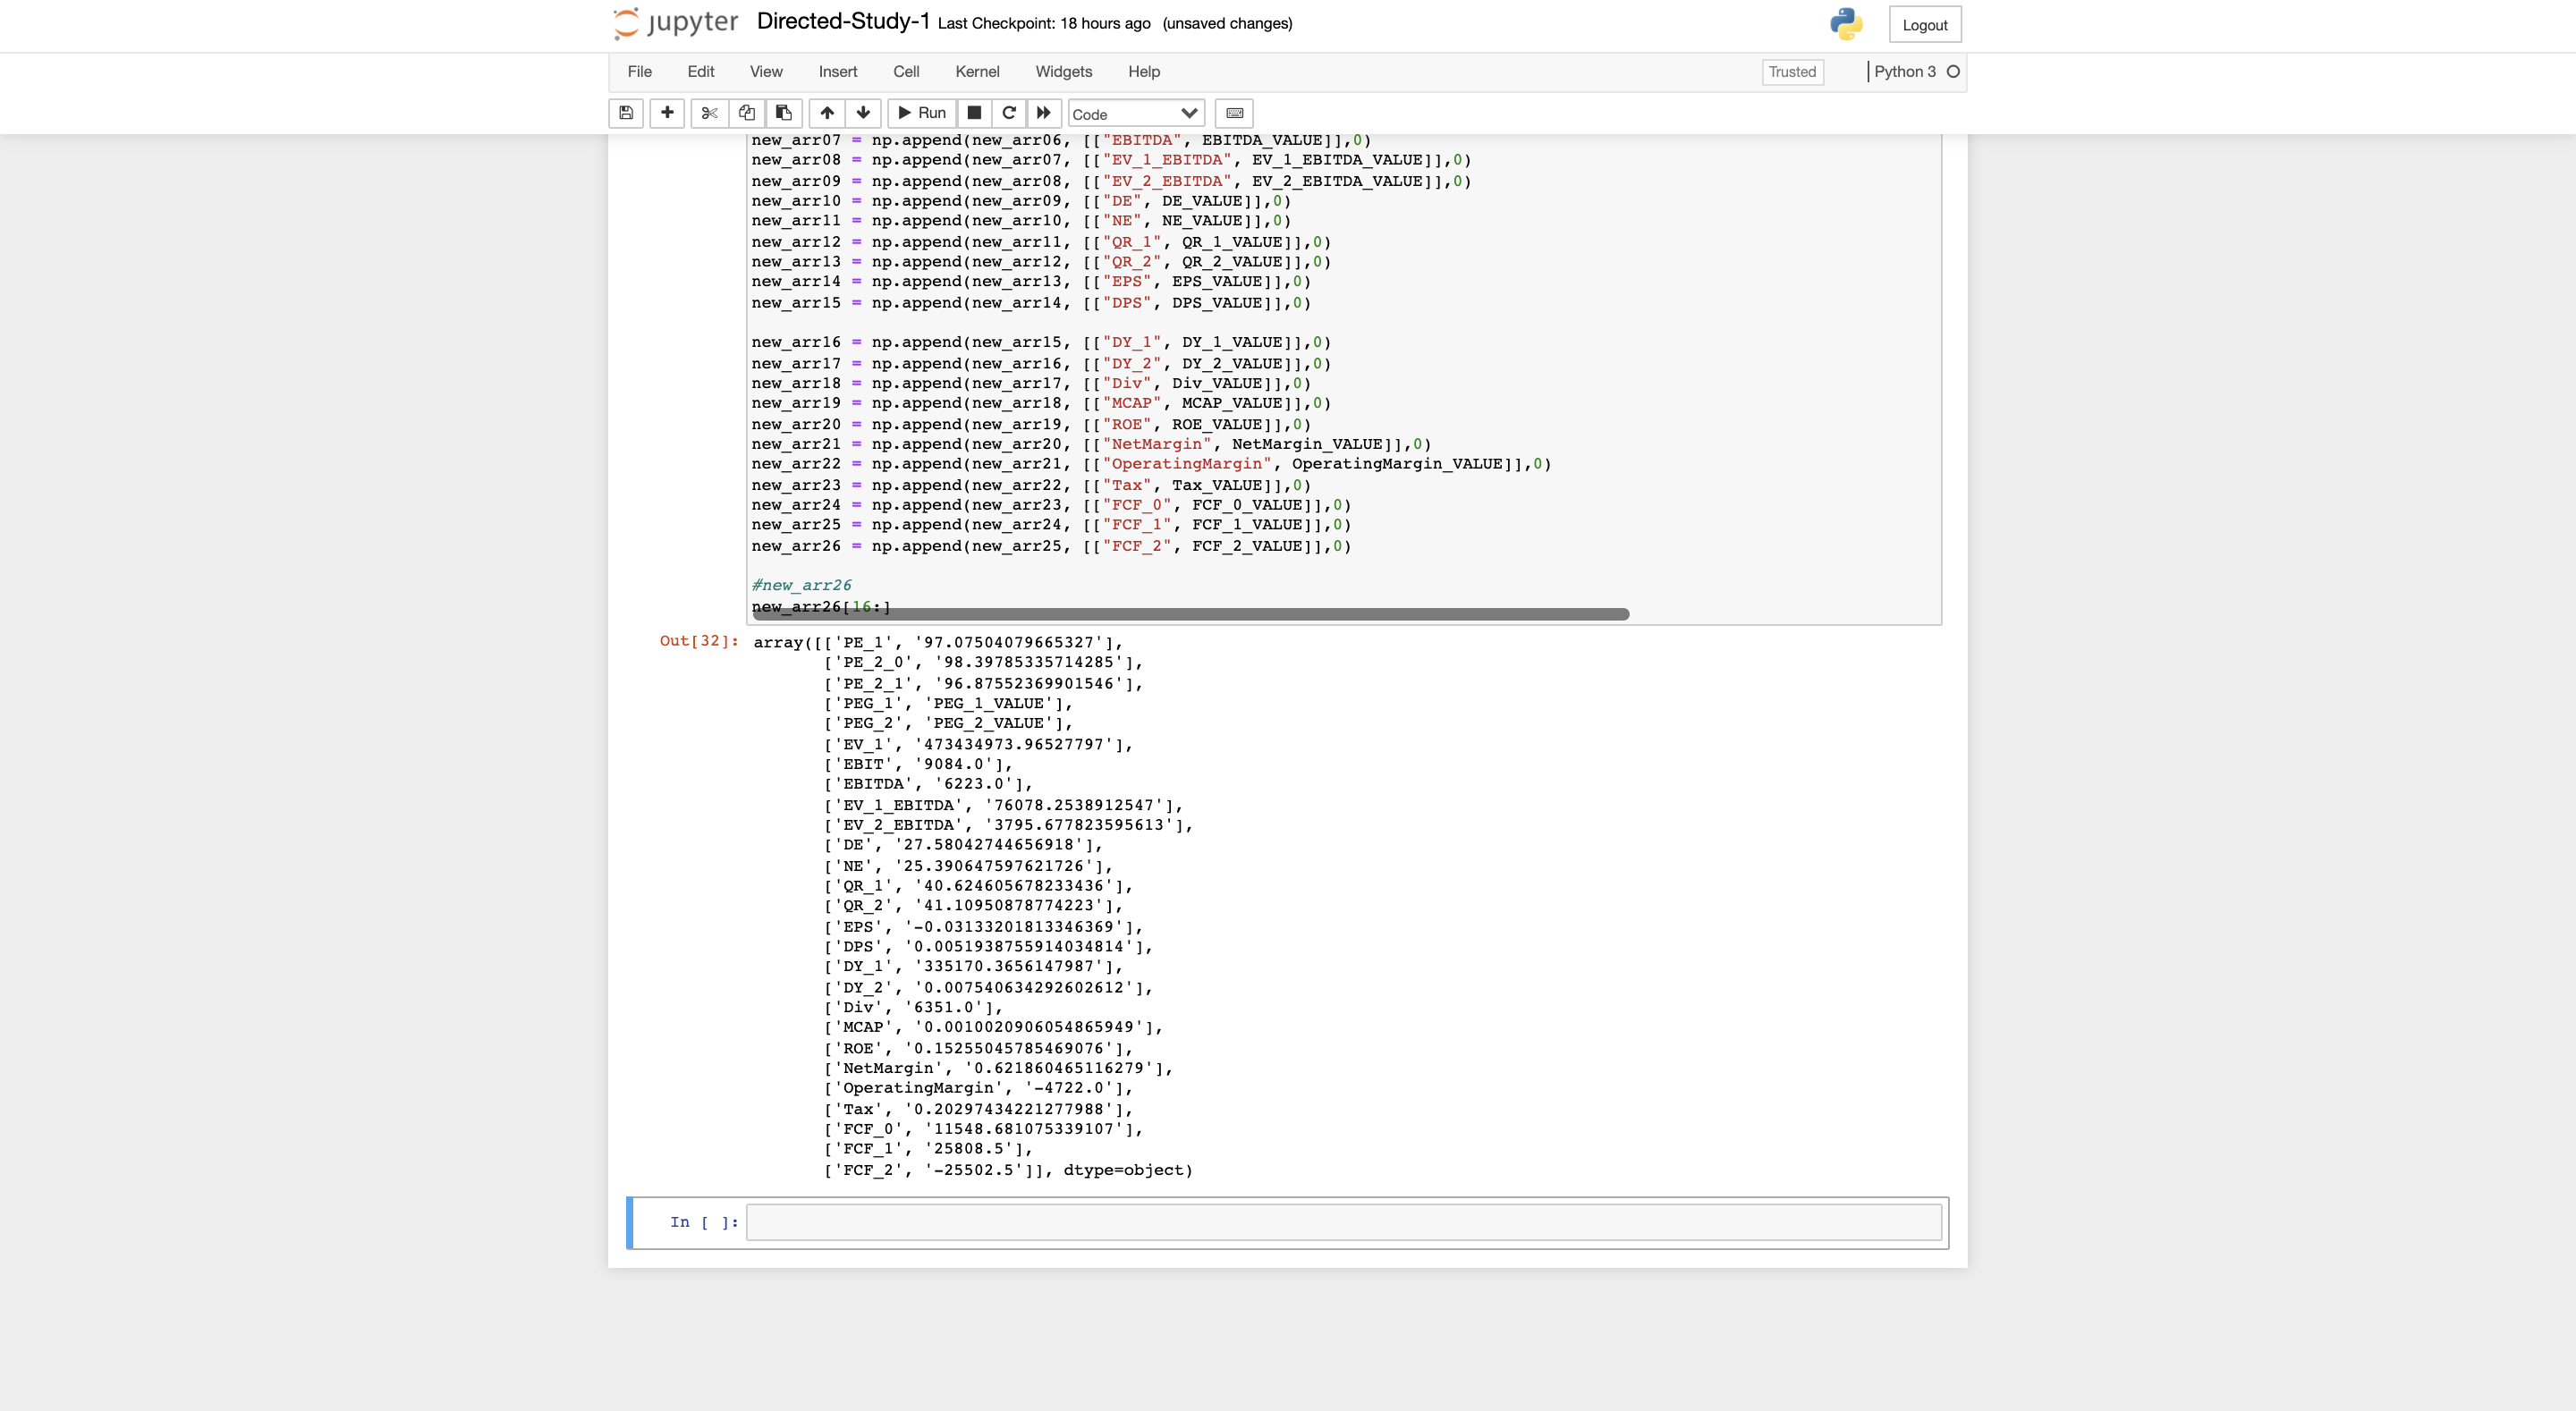 jupyter Directed-Study-1 Last Checkpoint: 18 hours ago (unsaved changes) Logout
File Edit View Insert Cell Kernel Widgets Help Trusted Python 3
Run Code
new_arr07 = np.append(new_arr06, [["EBITDA", EBITDA_VALUE]],0)
new_arr08 = np.append(new_arr07, [["EV_1_EBITDA", EV_1_EBITDA_VALUE]],0)
new_arr09 = np.append(new_arr08, [["EV_2_EBITDA", EV_2_EBITDA_VALUE]],0)
new_arr10 = np.append(new_arr09, [["DE", DE_VALUE]],0)
new_arr11 = np.append(new_arr10, [["NE", NE_VALUE]],0)
new_arr12 = np.append(new_arr11, [["QR_1", QR_1_VALUE]],0)
new_arr13 = np.append(new_arr12, [["QR_2", QR_2_VALUE]],0)
new_arr14 = np.append(new_arr13, [["EPS", EPS_VALUE]],0)
new_arr15 = np.append(new_arr14, [["DPS", DPS_VALUE]],0)
new_arr16 = np.append(new_arr15, [["DY_1", DY_1_VALUE]],0)
new_arr17 = np.append(new_arr16, [["DY_2", DY_2_VALUE]],0)
new_arr18 = np.append(new_arr17, [["Div", Div_VALUE]],0)
new_arr19 = np.append(new_arr18, [["MCAP", MCAP_VALUE]],0)
new_arr20 = np.append(new_arr19, [["ROE", ROE_VALUE]],0)
new_arr21 = np.append(new_arr20, [["NetMargin", NetMargin_VALUE]],0)
new_arr22 = np.append(new_arr21, [["OperatingMargin", OperatingMargin_VALUE]],0)
new_arr23 = np.append(new_arr22, [["Tax", Tax_VALUE]],0)
new_arr24 = np.append(new_arr23, [["FCF_0", FCF_0_VALUE]],0)
new_arr25 = np.append(new_arr24, [["FCF_1", FCF_1_VALUE]],0)
new_arr26 = np.append(new_arr25, [["FCF_2", FCF_2_VALUE]],0)
#new_arr26
new_arr26[16:]
Out[32]: array([['PE_1', '97.07504079665327'],
['PE_2_0', '98.39785335714285'],
['PE_2_1', '96.87552369901546'],
['PEG_1', 'PEG_1_VALUE'],
['PEG_2', 'PEG_2_VALUE'],
['EV_1', '473434973.96527797'],
['EBIT', '9084.0'],
['EBITDA', '6223.0'],
['EV_1_EBITDA', '76078.2538912547'],
['EV_2_EBITDA', '3795.677823595613'],
['DE', '27.58042744656918'],
['NE', '25.390647597621726'],
['QR_1', '40.624605678233436'],
['QR_2', '41.10950878774223'],
['EPS', '-0.03133201813346369'],
['DPS', '0.0051938755914034814'],
['DY_1', '335170.3656147987'],
['DY_2', '0.007540634292602612'],
['Div', '6351.0'],
['MCAP', '0.0010020906054865949'],
['ROE', '0.15255045785469076'],
['NetMargin', '0.621860465116279'],
['OperatingMargin', '-4722.0'],
['Tax', '0.20297434221277988'],
['FCF_0', '11548.681075339107'],
['FCF_1', '25808.5'],
['FCF_2', '-25502.5']], dtype=object)
In [ ]: